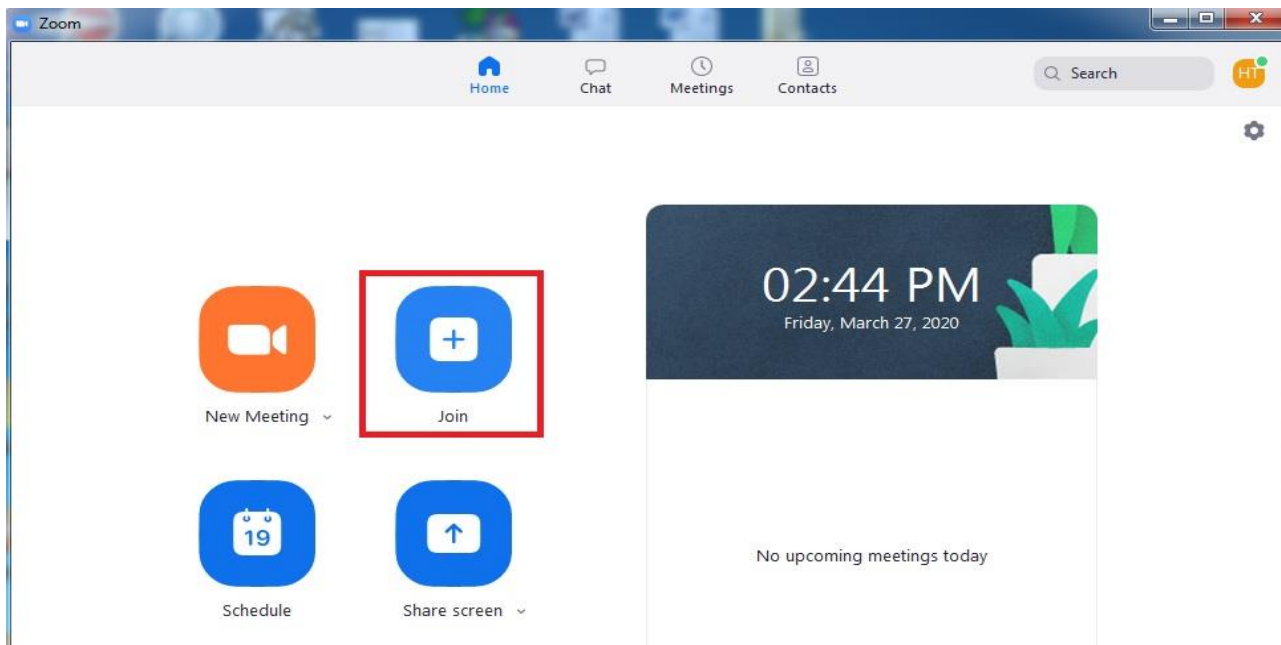 Zoom
Home Chat Meetings Contacts
Search
HT
02:44 PM
Friday, March 27, 2020
New Meeting
Join
19
Schedule
Share screen
No upcoming meetings today